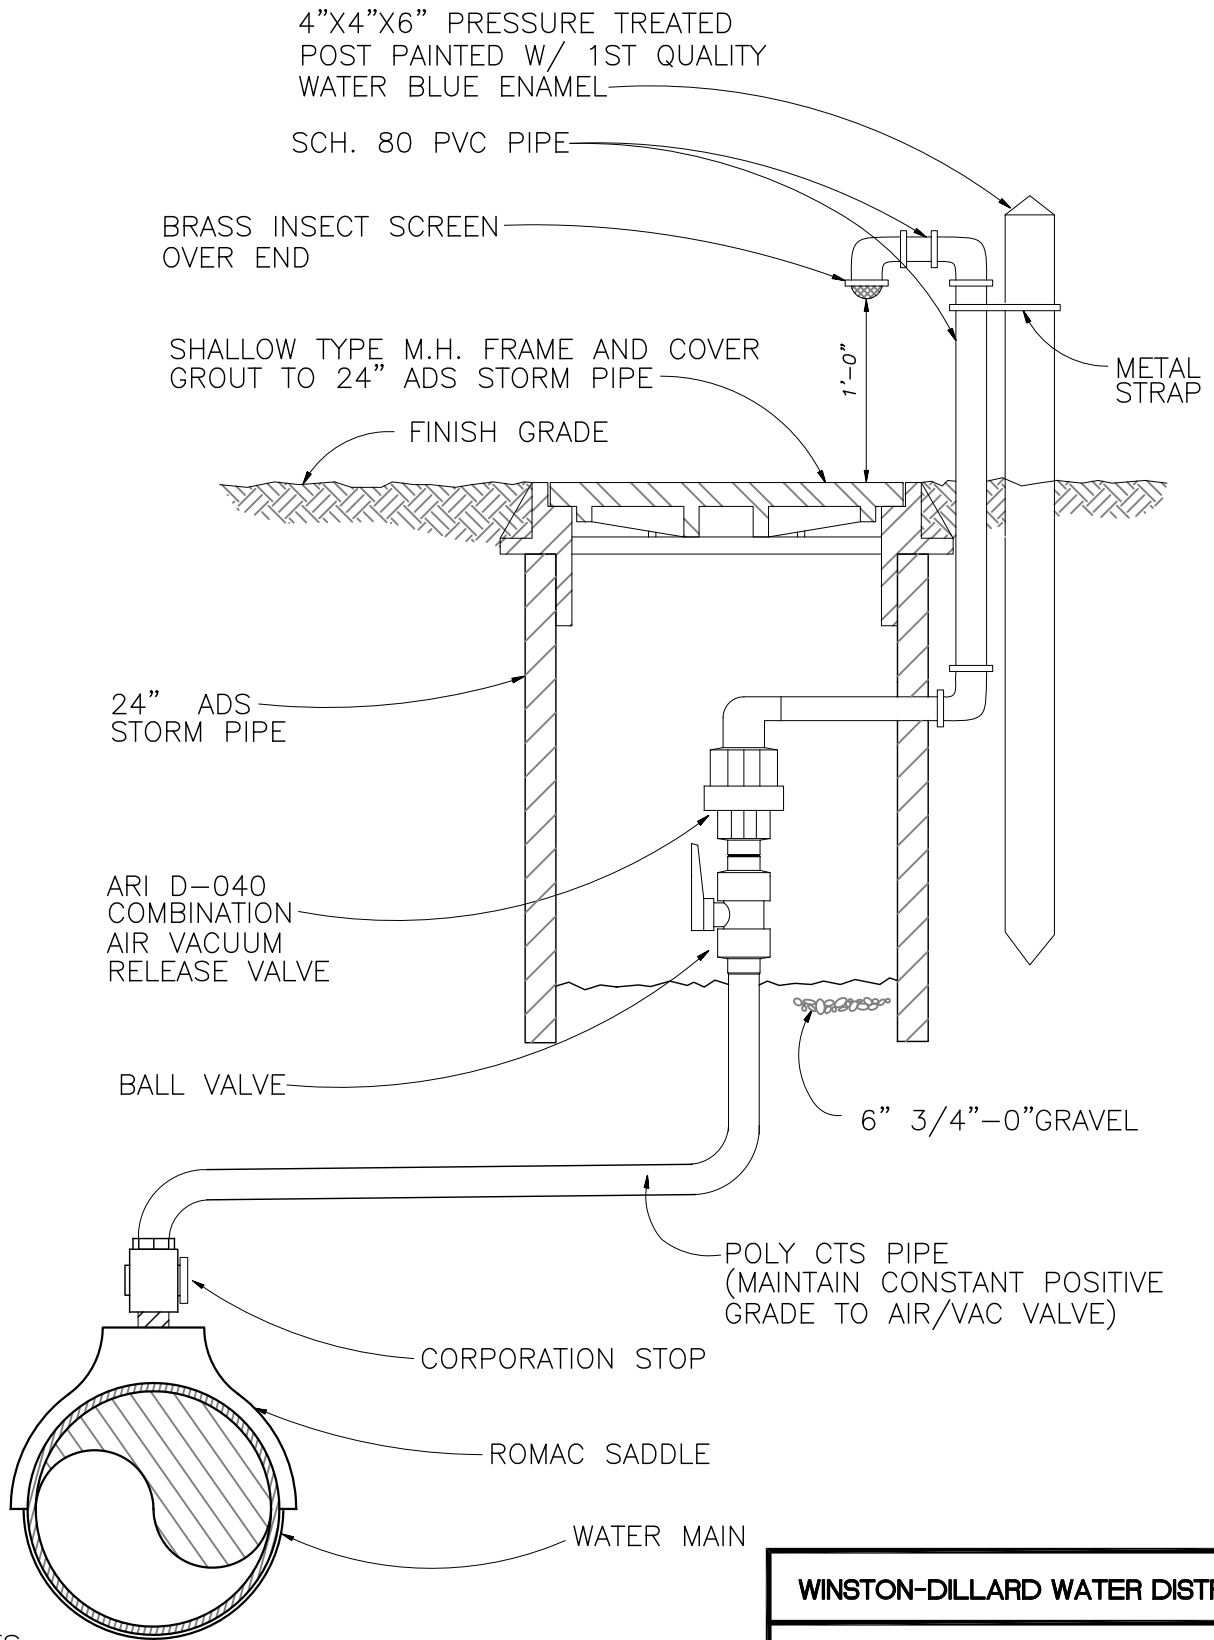 4”X4”X6” PRESSURE TREATED
POST PAINTED W/ 1ST QUALITY
WATER BLUE ENAMEL
SCH. 80 PVC PIPE
BRASS INSECT SCREEN
OVER END
SHALLOW TYPE M.H. FRAME AND COVER
GROUT TO 24” ADS STORM PIPE
1’-0”
METAL
STRAP
FINISH GRADE
24” ADS
STORM PIPE
ARI D-040
COMBINATION
AIR VACUUM
RELEASE VALVE
BALL VALVE
6” 3/4”-0”GRAVEL
POLY CTS PIPE
(MAINTAIN CONSTANT POSITIVE
GRADE TO AIR/VAC VALVE)
CORPORATION STOP
ROMAC SADDLE
WATER MAIN
WINSTON-DILLARD WATER